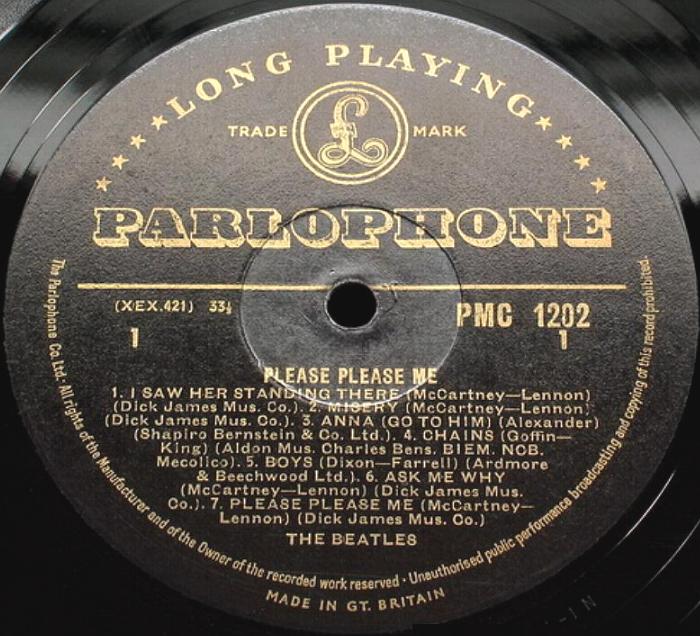 LONG PLAYING
TRADE £ MARK
PARLOPHONE
(XEX.421) 33⅓
PMC 1202
1
1
PLEASE PLEASE ME
1. I SAW HER STANDING THERE (McCartney—Lennon)
(Dick James Mus. Co.). 2. MISERY (McCartney—Lennon)
(Dick James Mus. Co.). 3. ANNA (GO TO HIM) (Alexander)
(Shapiro Bernstein & Co. Ltd.). 4. CHAINS (Goffin—
King) (Aldon Mus. Charles Bens. BIEM. NCB.
Mecolico). 5. BOYS (Dixon—Farrell) (Ardmore
& Beechwood Ltd.). 6. ASK ME WHY
(McCartney—Lennon) (Dick James Mus.
Co.). 7. PLEASE PLEASE ME (McCartney—
Lennon) (Dick James Mus. Co.)
THE BEATLES
The Parlophone Co Ltd.· All rights of the Manufacturer and of the Owner of the recorded work reserved · Unauthorised public performance broadcasting and copying of this record prohibited.
MADE IN GT. BRITAIN
-1N